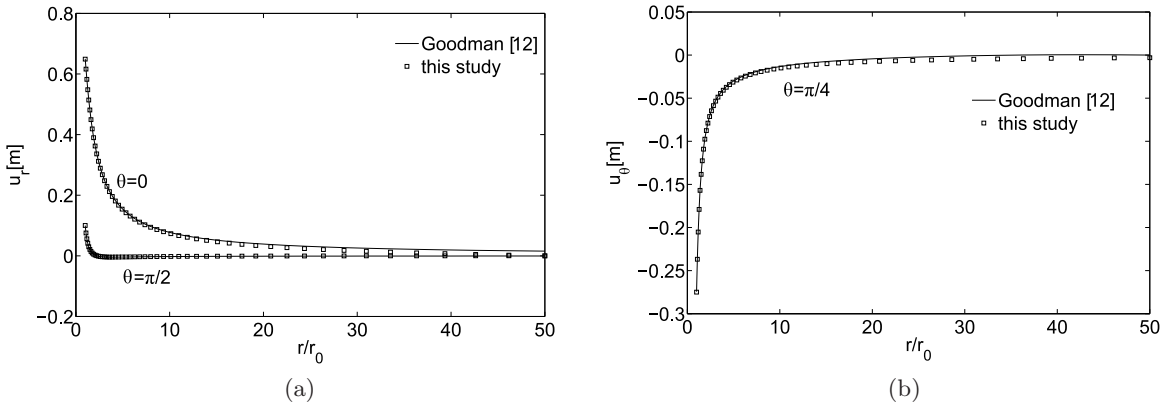 0.8
0.6
0.4
0.2
0
−0.2
u_r[m]
0 10 20 30 40 50
r/r_0
Goodman [12]
this study
θ=0
θ=π/2
(a)
0.05
0
−0.05
−0.1
−0.15
−0.2
−0.25
−0.3
u_θ[m]
0 10 20 30 40 50
r/r_0
θ=π/4
Goodman [12]
this study
(b)